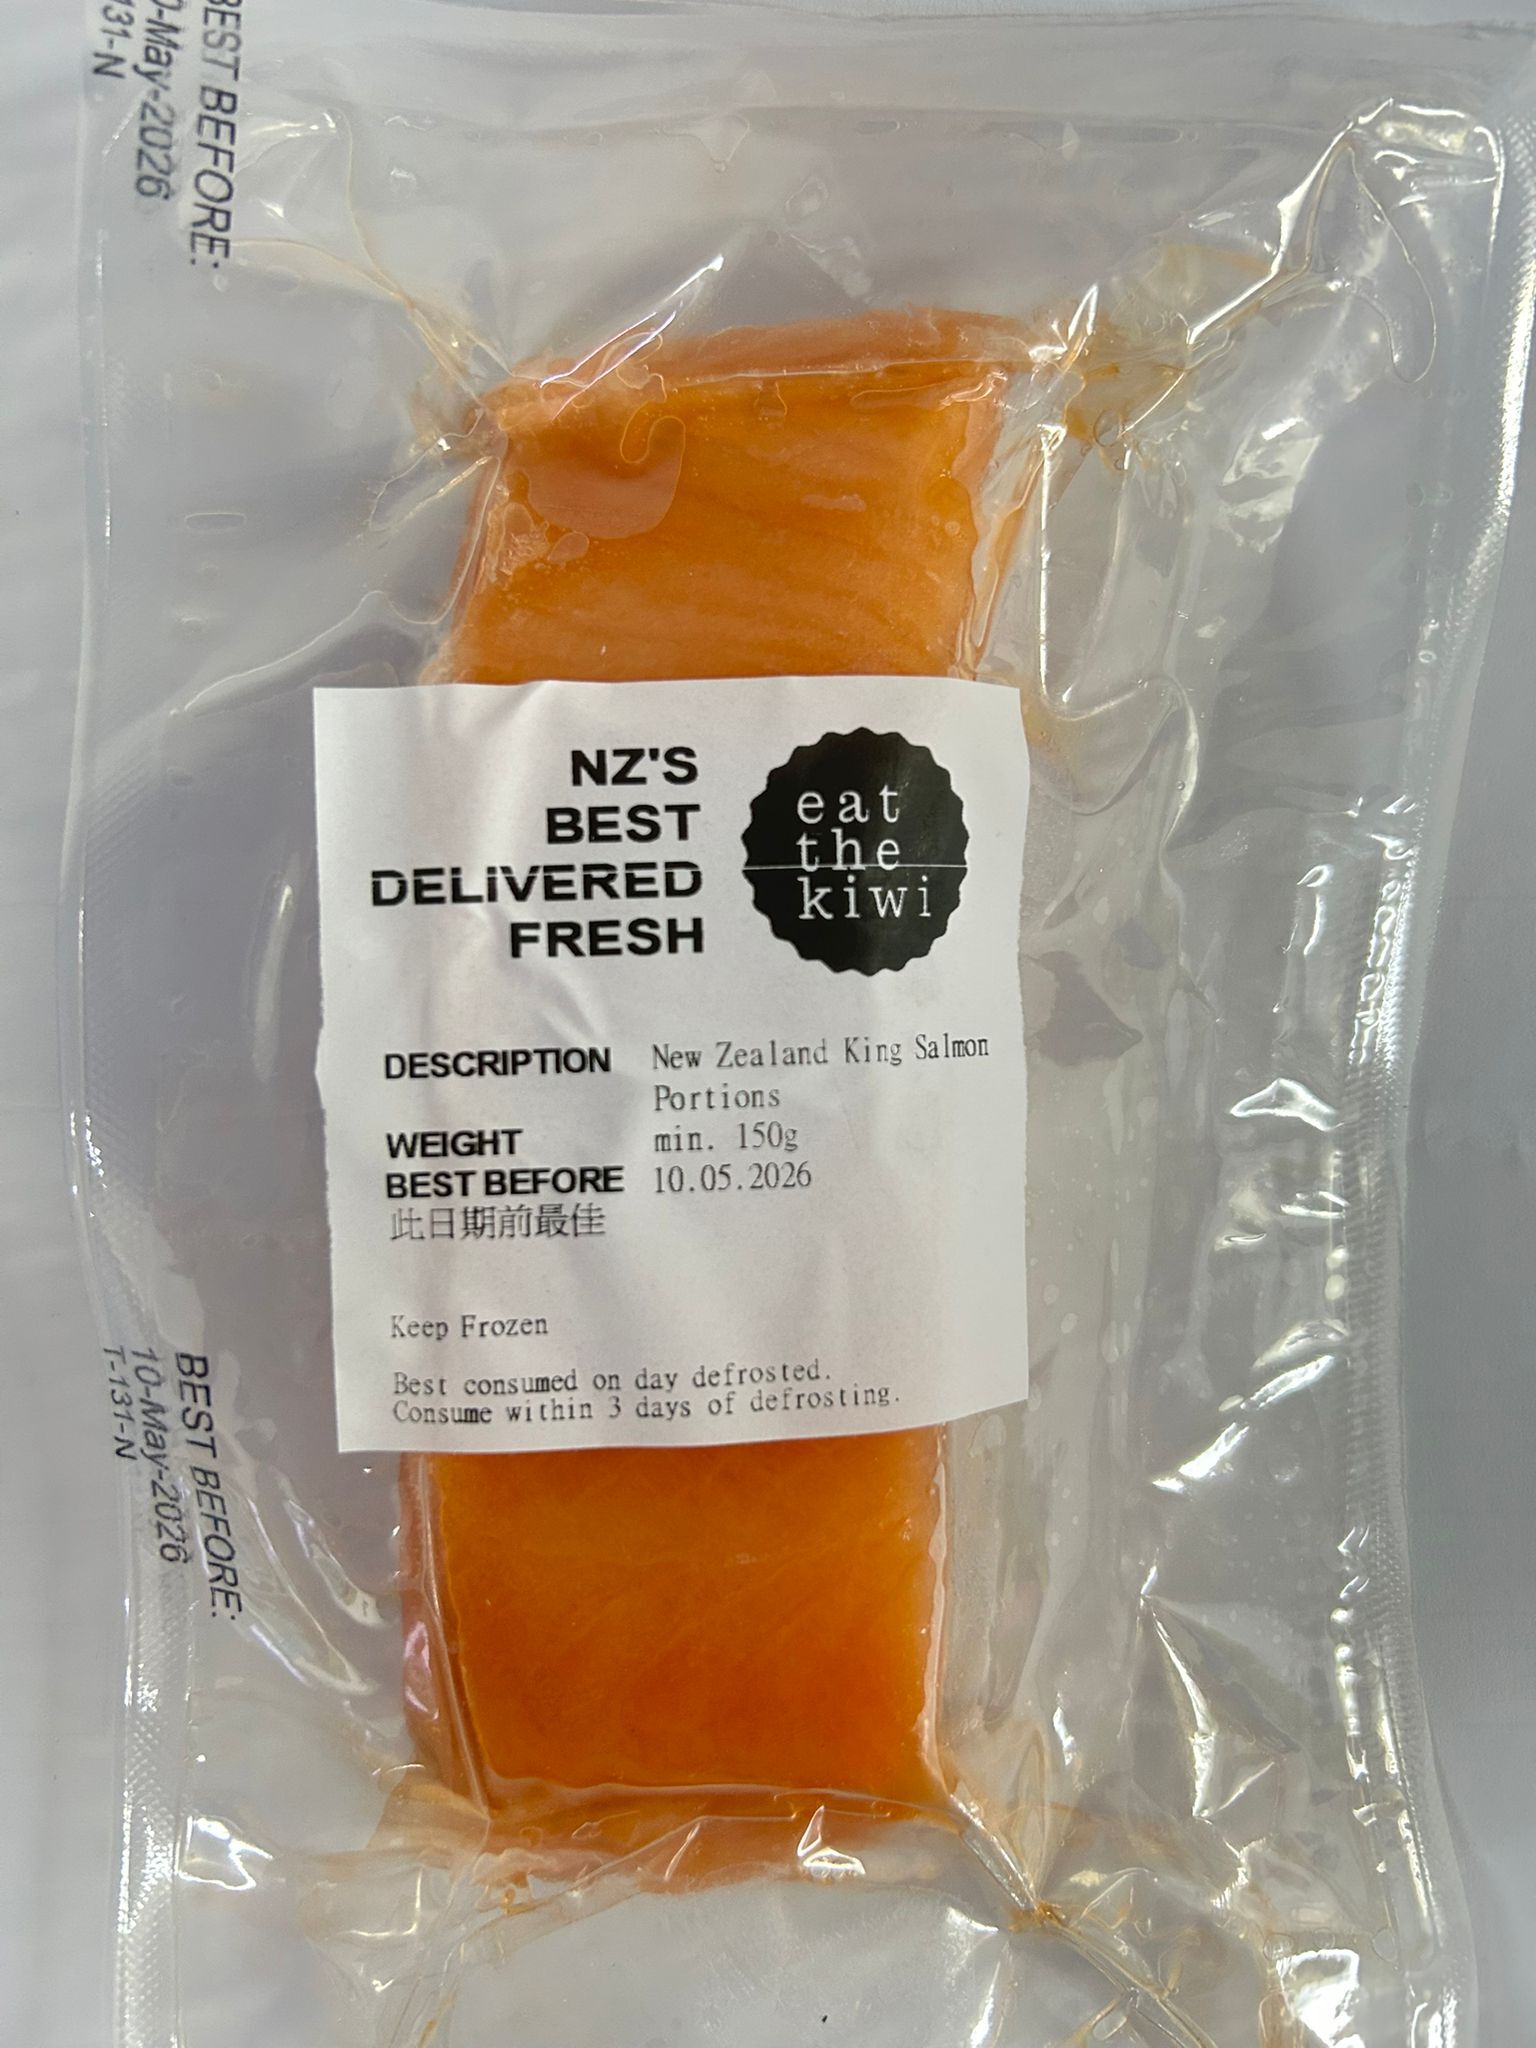 BEST BEFORE:
-May-2026
131-N
NZ'S
BEST
DELIVERED
FRESH
eat
the
kiwi
DESCRIPTION New Zealand King Salmon
Portions
WEIGHT min. 150g
BEST BEFORE 10.05.2026
此日期前最佳
Keep Frozen
Best consumed on day defrosted.
Consume within 3 days of defrosting.
BEST BEFORE:
10-May-2026
T-131-N